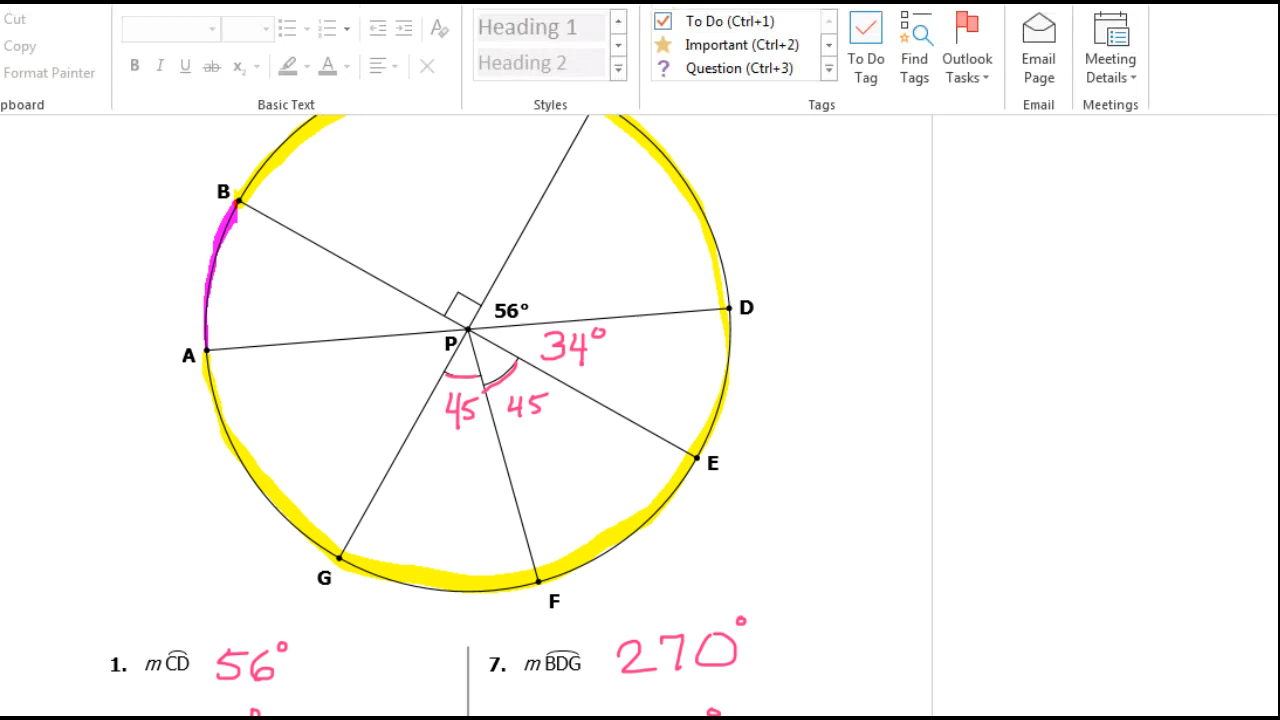 Cut
Copy
Format Painter
pboard
B I U ab x₂ A
Basic Text
Heading 1
Heading 2
Styles
To Do (Ctrl+1)
Important (Ctrl+2)
? Question (Ctrl+3)
To Do Tag
Find Tags
Outlook Tasks
Tags
Email Page
Email
Meeting Details
Meetings
B
56°
D
P
34°
A
45 45
E
G
F
1. m CD 56°
7. m BDG 270°